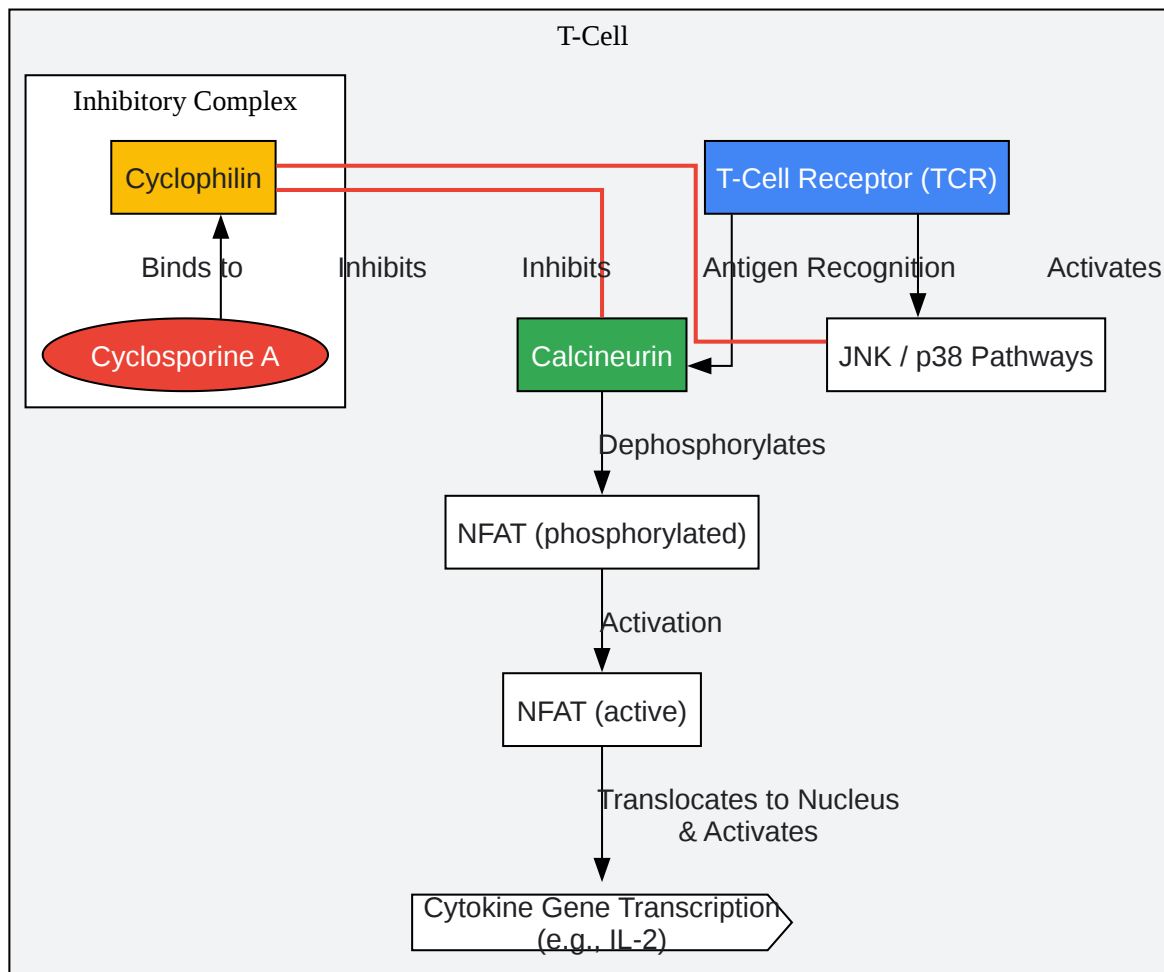 T-Cell
Inhibitory Complex
Cyclophilin
T-Cell Receptor (TCR)
Binds to
Inhibits
Inhibits
Antigen Recognition
Activates
Cyclosporine A
Calcineurin
JNK / p38 Pathways
Dephosphorylates
NFAT (phosphorylated)
Activation
NFAT (active)
Translocates to Nucleus
& Activates
Cytokine Gene Transcription
(e.g., IL-2)